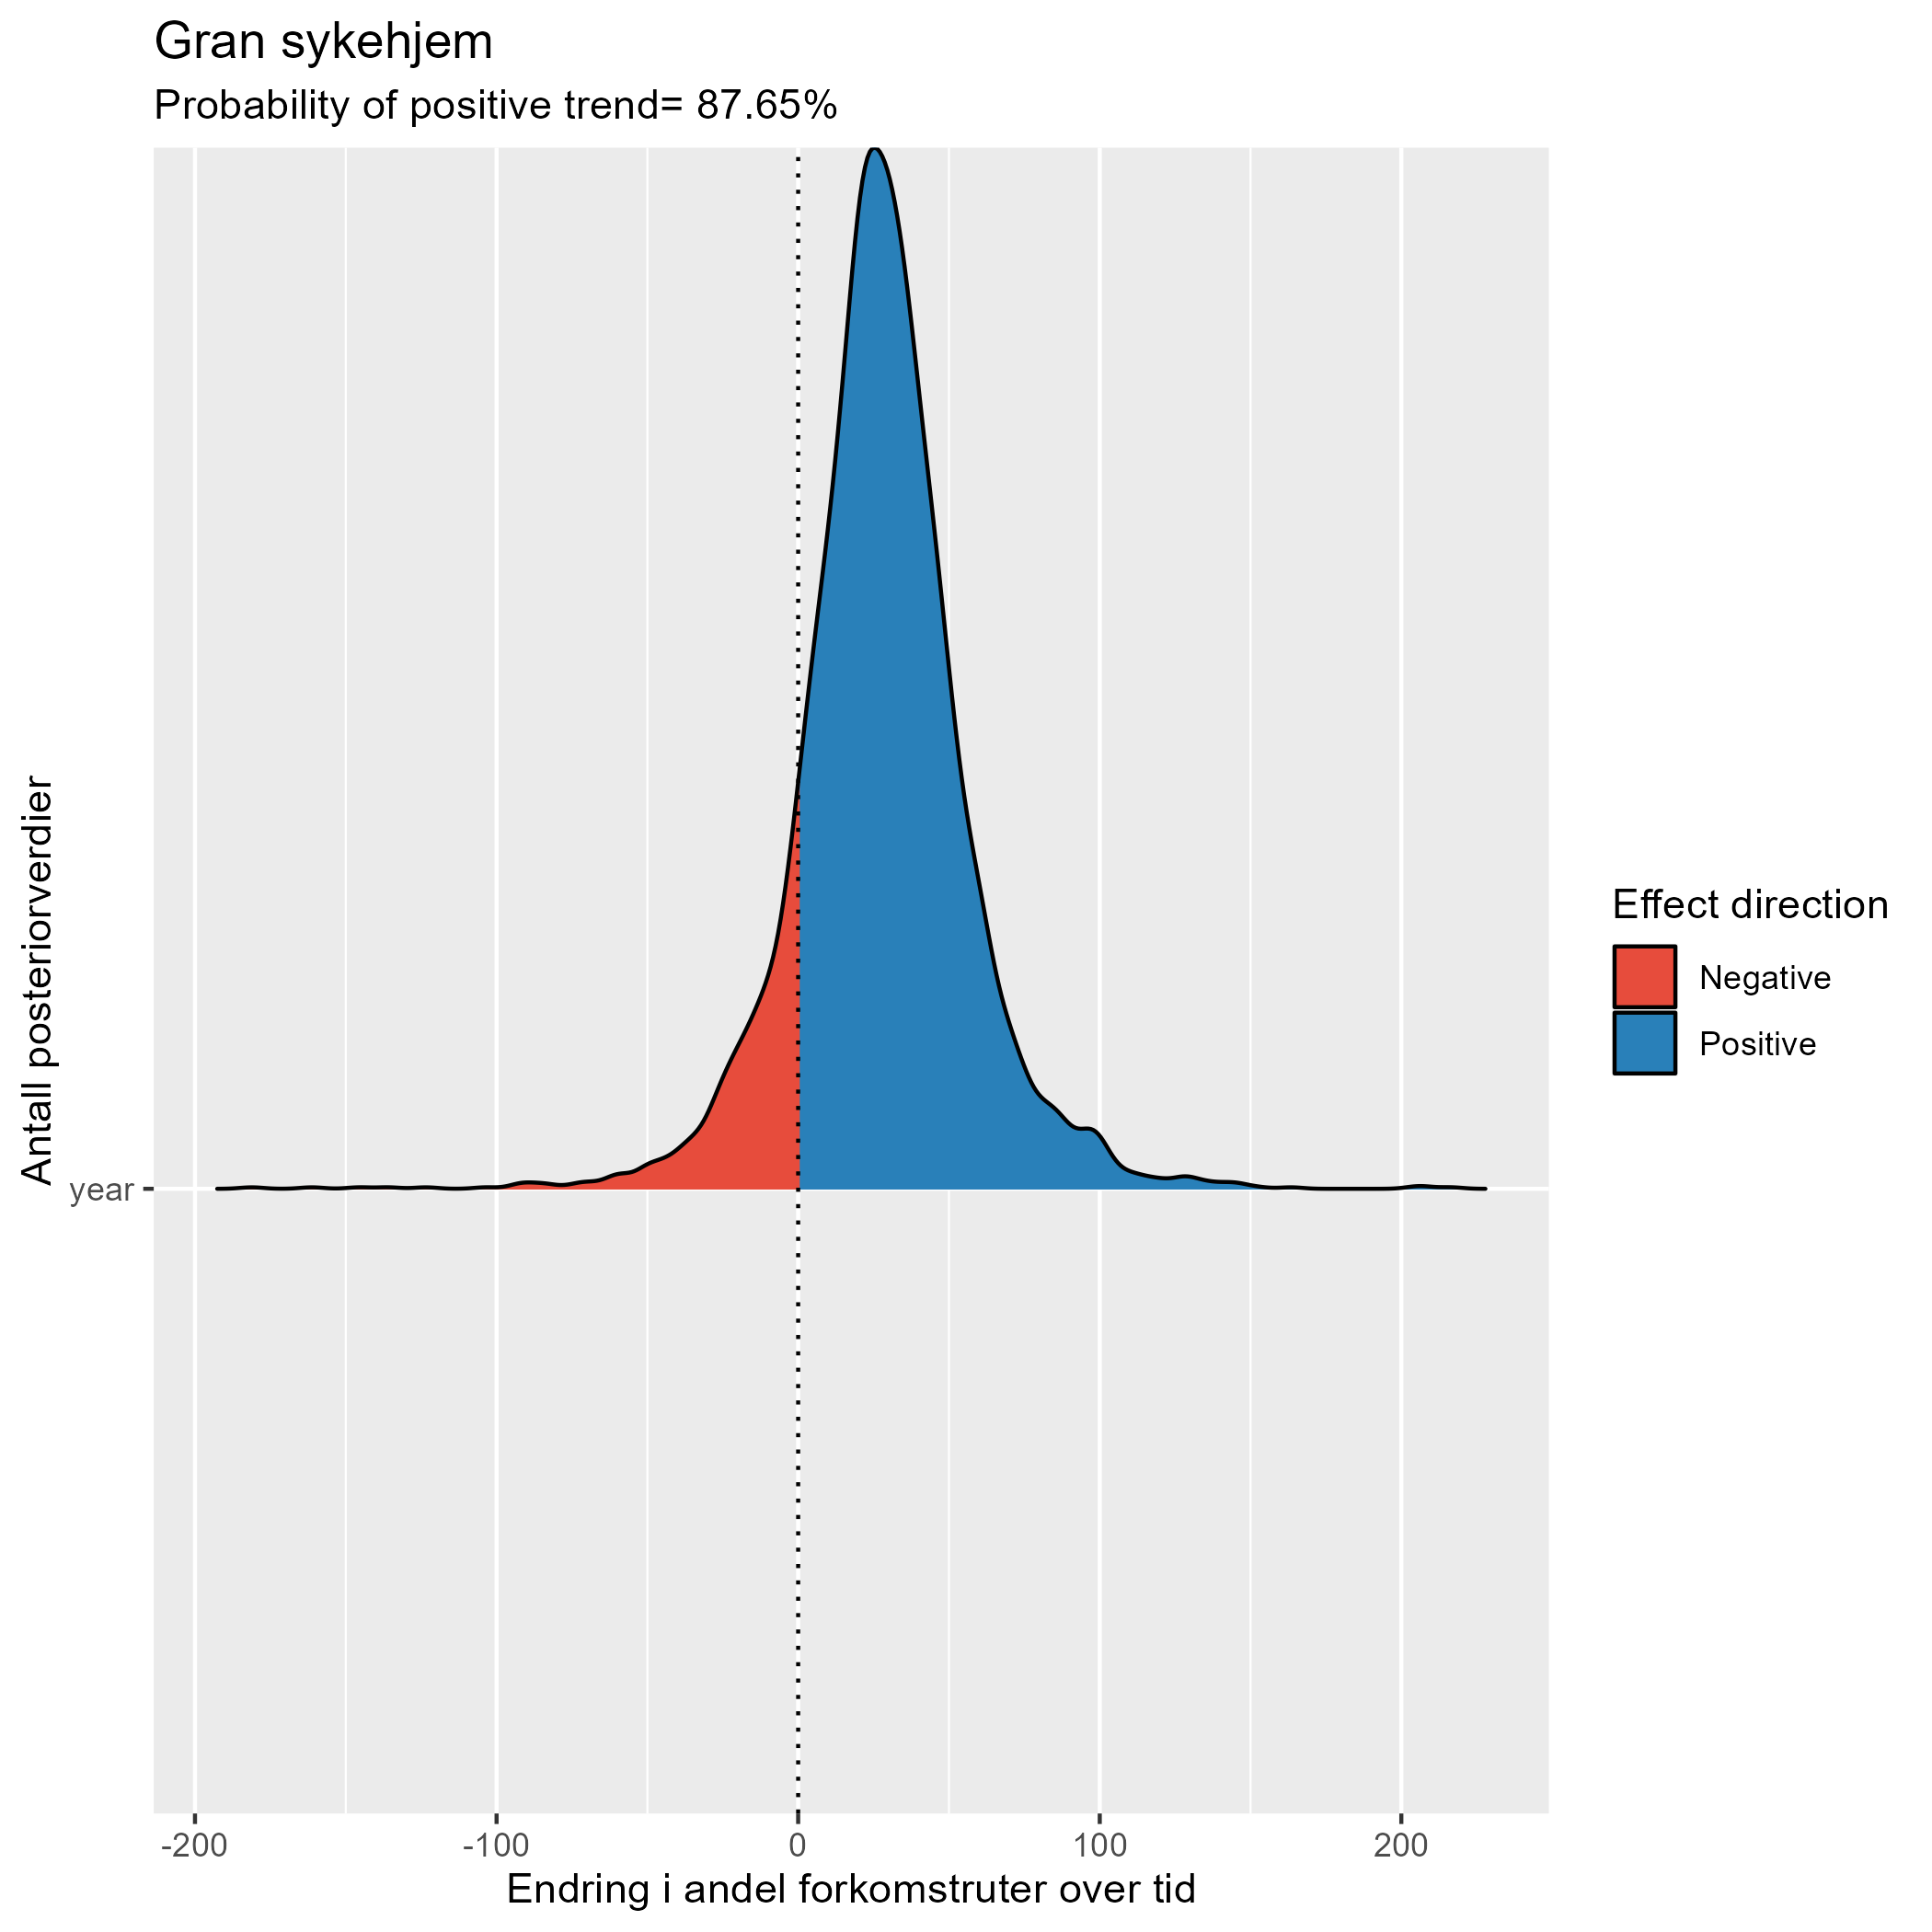 Gran sykehjem
Probability of positive trend= 87.65%
Antall posteriorverdier
year
Effect direction
Negative
Positive
-200
-100
0
100
200
Endring i andel forkomstruter over tid